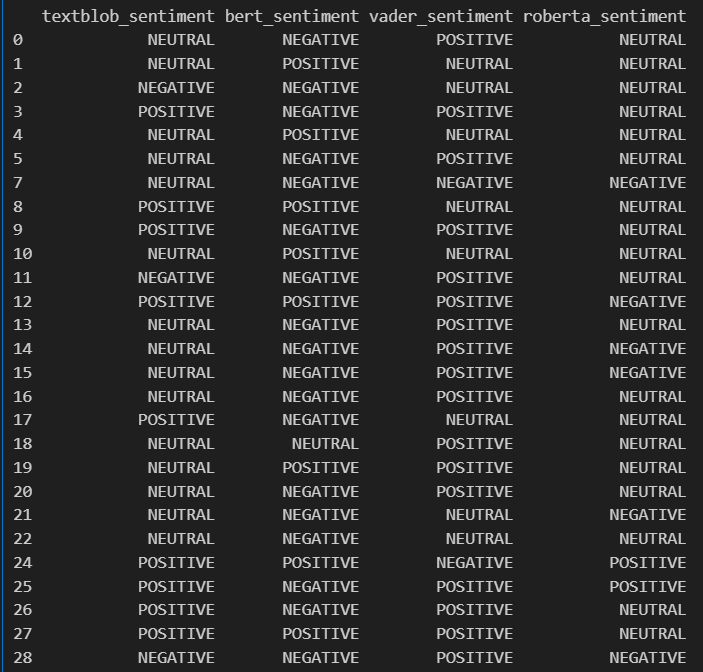 textblob_sentiment bert_sentiment vader_sentiment roberta_sentiment
0 NEUTRAL NEGATIVE POSITIVE NEUTRAL
1 NEUTRAL POSITIVE NEUTRAL NEUTRAL
2 NEGATIVE NEGATIVE NEUTRAL NEUTRAL
3 POSITIVE NEGATIVE POSITIVE NEUTRAL
4 NEUTRAL POSITIVE NEUTRAL NEUTRAL
5 NEUTRAL NEGATIVE POSITIVE NEUTRAL
7 NEUTRAL NEGATIVE NEGATIVE NEGATIVE
8 POSITIVE POSITIVE NEUTRAL NEUTRAL
9 POSITIVE NEGATIVE POSITIVE NEUTRAL
10 NEUTRAL POSITIVE NEUTRAL NEUTRAL
11 NEGATIVE NEGATIVE POSITIVE NEUTRAL
12 POSITIVE POSITIVE POSITIVE NEGATIVE
13 NEUTRAL NEGATIVE POSITIVE NEUTRAL
14 NEUTRAL NEGATIVE POSITIVE NEGATIVE
15 NEUTRAL NEGATIVE POSITIVE NEGATIVE
16 NEUTRAL NEGATIVE POSITIVE NEUTRAL
17 POSITIVE NEGATIVE NEUTRAL NEUTRAL
18 NEUTRAL NEUTRAL POSITIVE NEUTRAL
19 NEUTRAL POSITIVE POSITIVE NEUTRAL
20 NEUTRAL NEGATIVE POSITIVE NEUTRAL
21 NEUTRAL NEGATIVE NEUTRAL NEGATIVE
22 NEUTRAL NEGATIVE NEUTRAL NEUTRAL
24 POSITIVE POSITIVE NEGATIVE POSITIVE
25 POSITIVE NEGATIVE POSITIVE POSITIVE
26 POSITIVE NEGATIVE POSITIVE NEUTRAL
27 POSITIVE POSITIVE POSITIVE NEUTRAL
28 NEGATIVE NEGATIVE POSITIVE NEGATIVE